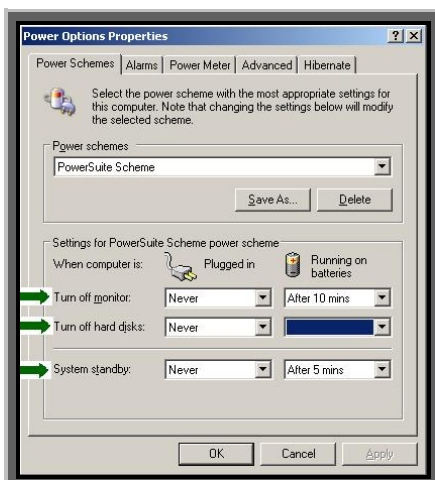 Power Options Properties
Power Schemes Alarms Power Meter Advanced Hibernate
Select the power scheme with the most appropriate settings for
this computer. Note that changing the settings below will modify
the selected scheme.
Power schemes
PowerSuite Scheme
Save As... Delete
Settings for PowerSuite Scheme power scheme
When computer is: Plugged in Running on
batteries
Turn off monitor: Never After 10 mins
Turn off hard disks: Never
System standby: Never After 5 mins
OK Cancel Apply